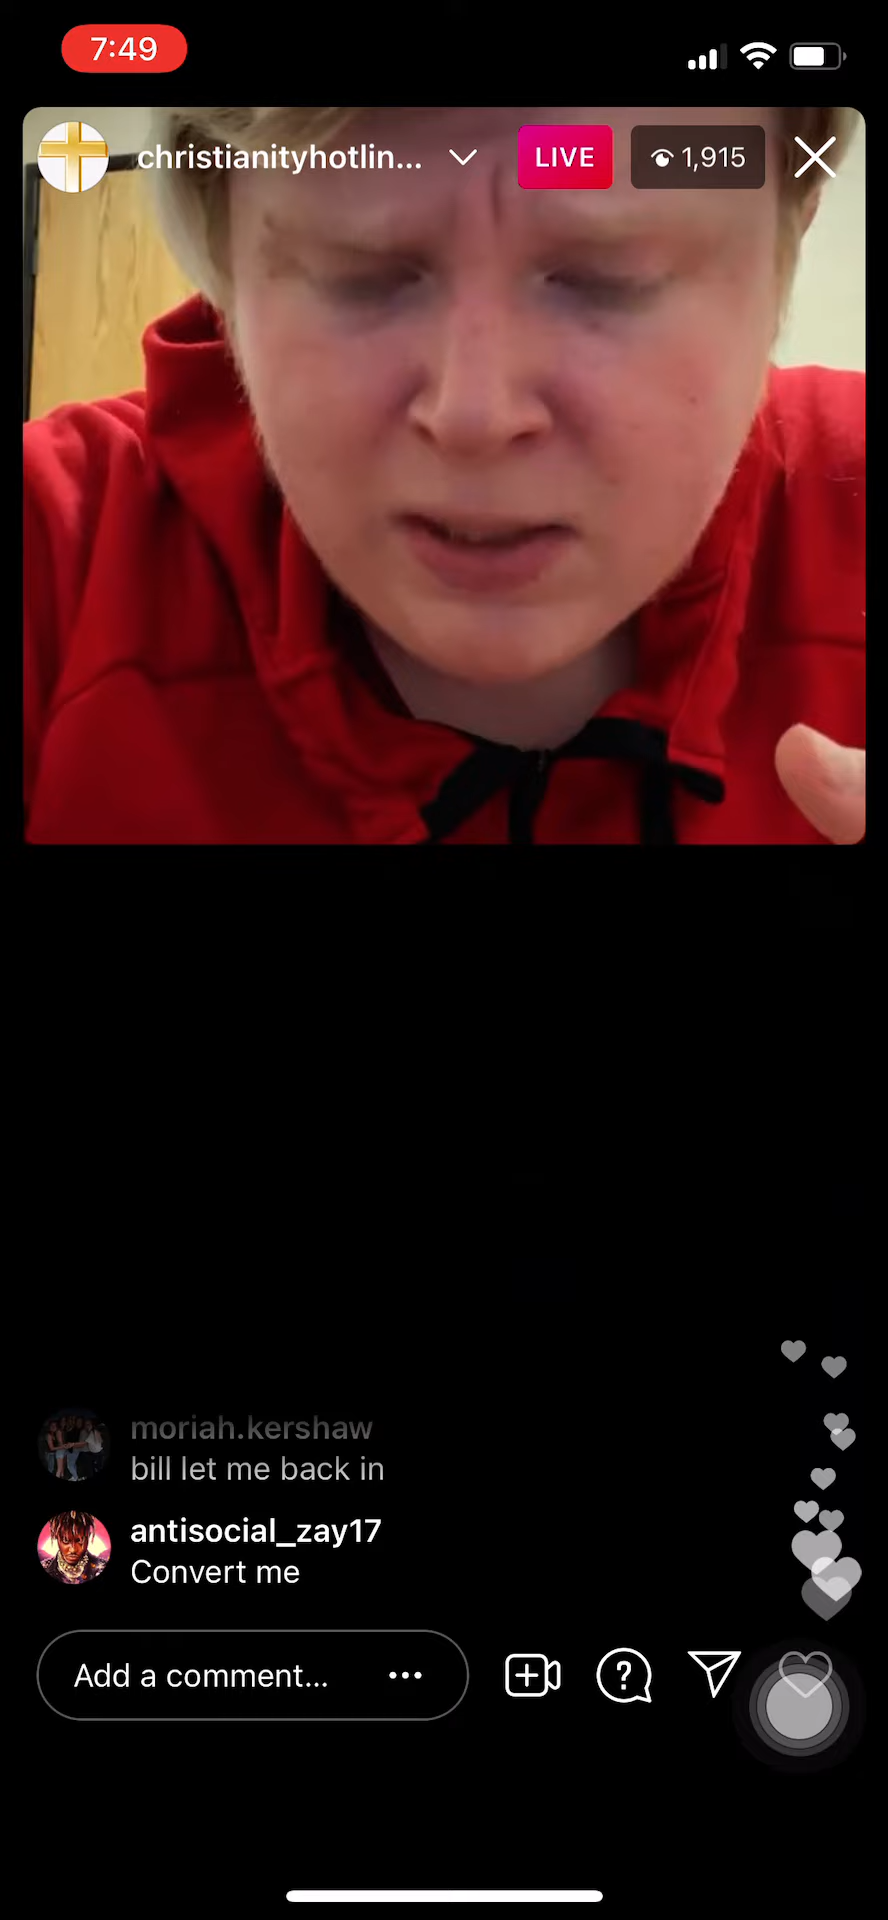 7:49
christianityhotlin...
LIVE
1,915
moriah.kershaw
bill let me back in
antisocial_zay17
Convert me
Add a comment...